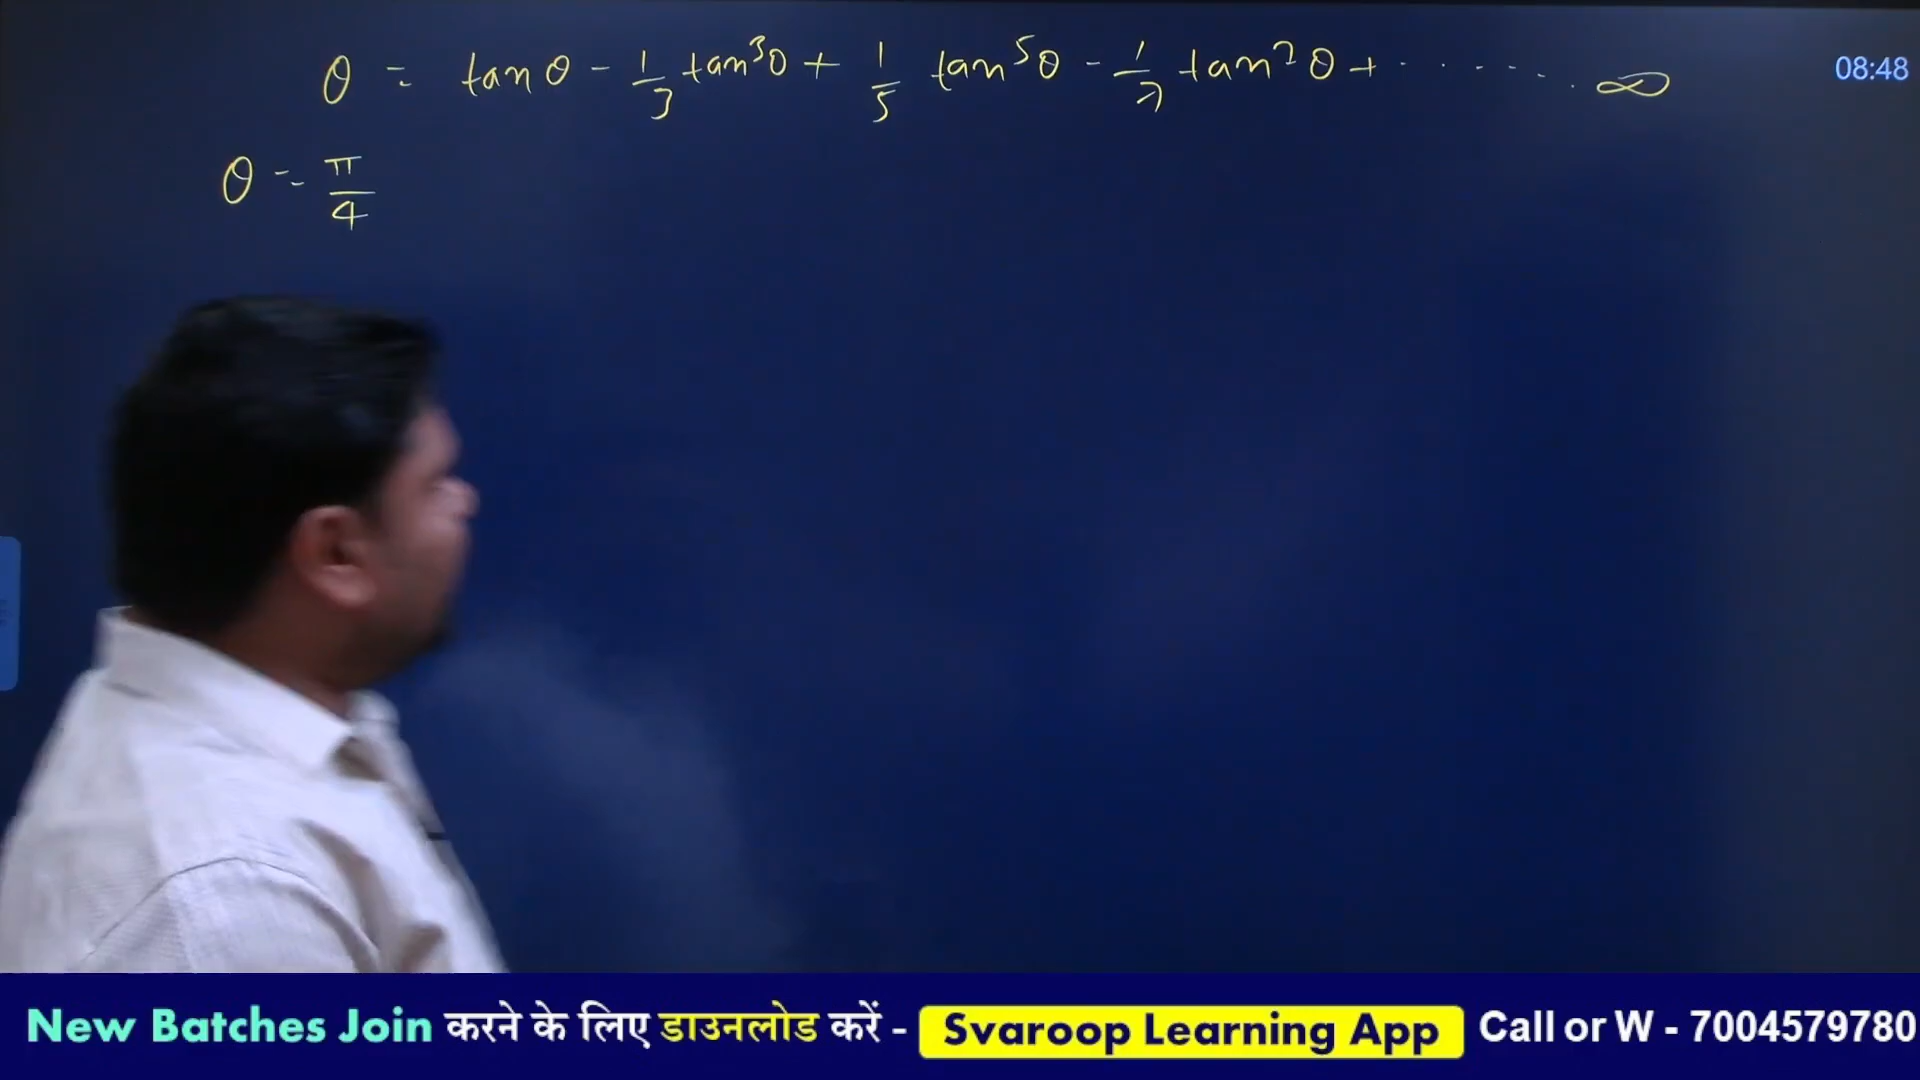 θ = tan θ - 1/3 tan³θ + 1/5 tan⁵θ - 1/7 tan⁷θ + ......... ∞
08:48
θ = π/4
New Batches Join करने के लिए डाउनलोड करें - Svaroop Learning App Call or W - 7004579780